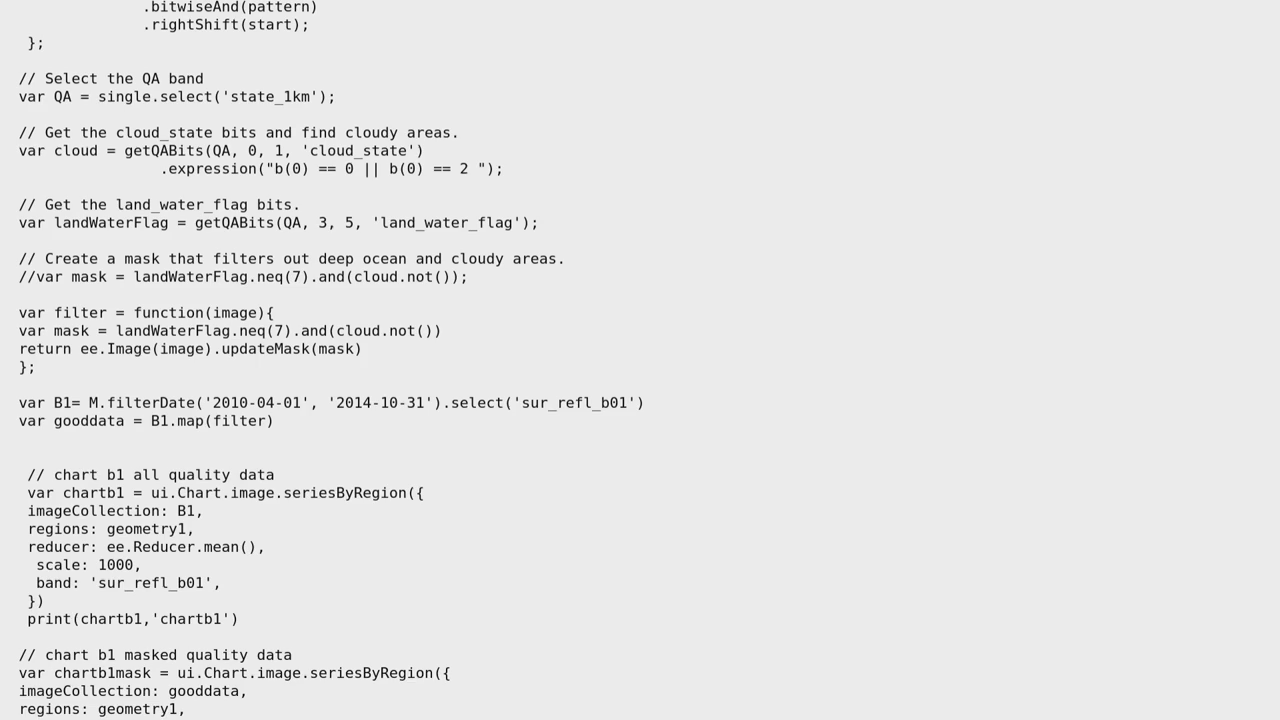 .bitwiseAnd(pattern)
.rightShift(start);
};
// Select the QA band
var QA = single.select('state_1km');
// Get the cloud_state bits and find cloudy areas.
var cloud = getQABits(QA, 0, 1, 'cloud_state')
.expression("b(0) == 0 || b(0) == 2 ");
// Get the land_water_flag bits.
var landWaterFlag = getQABits(QA, 3, 5, 'land_water_flag');
// Create a mask that filters out deep ocean and cloudy areas.
//var mask = landWaterFlag.neq(7).and(cloud.not());
var filter = function(image){
var mask = landWaterFlag.neq(7).and(cloud.not())
return ee.Image(image).updateMask(mask)
};
var B1= M.filterDate('2010-04-01', '2014-10-31').select('sur_refl_b01')
var gooddata = B1.map(filter)
// chart b1 all quality data
var chartb1 = ui.Chart.image.seriesByRegion({
imageCollection: B1,
regions: geometry1,
reducer: ee.Reducer.mean(),
scale: 1000,
band: 'sur_refl_b01',
})
print(chartb1,'chartb1')
// chart b1 masked quality data
var chartb1mask = ui.Chart.image.seriesByRegion({
imageCollection: gooddata,
regions: geometry1,